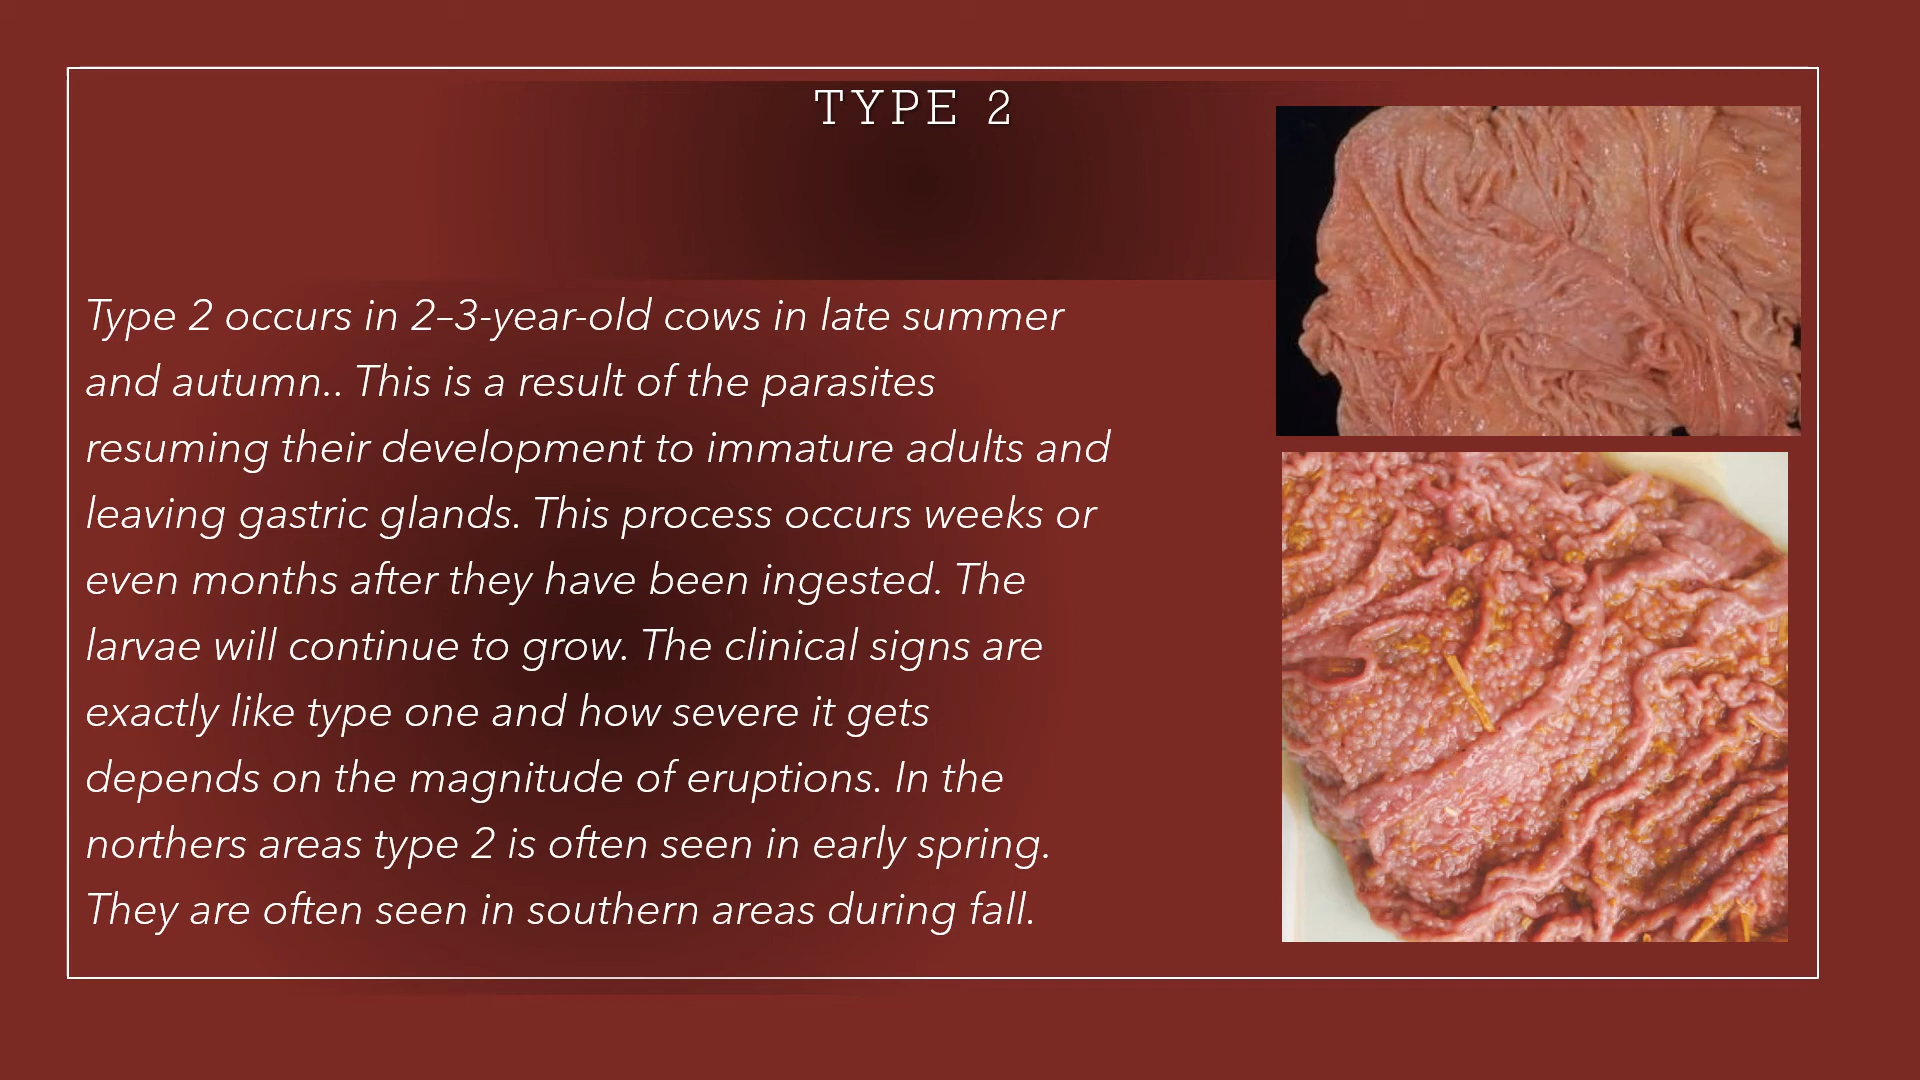 TYPE 2
Type 2 occurs in 2–3-year-old cows in late summer
and autumn.. This is a result of the parasites
resuming their development to immature adults and
leaving gastric glands. This process occurs weeks or
even months after they have been ingested. The
larvae will continue to grow. The clinical signs are
exactly like type one and how severe it gets
depends on the magnitude of eruptions. In the
northers areas type 2 is often seen in early spring.
They are often seen in southern areas during fall.